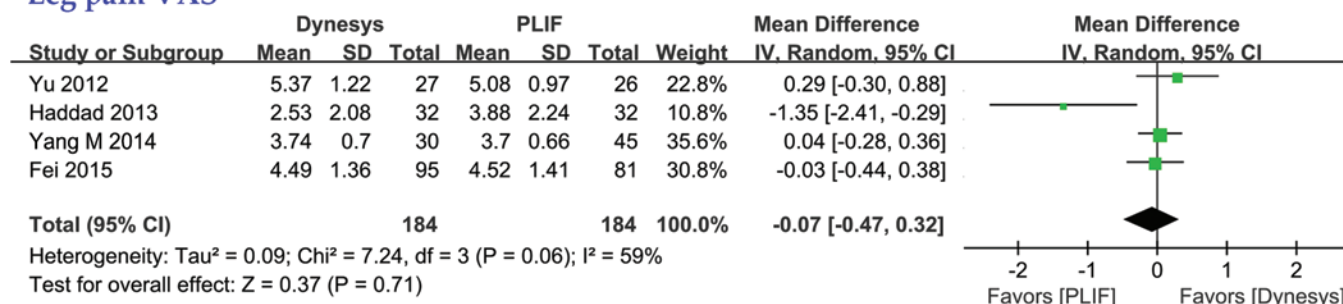 Leg pain VAS
Dynesys PLIF Mean Difference Mean Difference
Study or Subgroup Mean SD Total Mean SD Total Weight IV, Random, 95% CI IV, Random, 95% CI
Yu 2012 5.37 1.22 27 5.08 0.97 26 22.8% 0.29 [-0.30, 0.88]
Haddad 2013 2.53 2.08 32 3.88 2.24 32 10.8% -1.35 [-2.41, -0.29]
Yang M 2014 3.74 0.7 30 3.7 0.66 45 35.6% 0.04 [-0.28, 0.36]
Fei 2015 4.49 1.36 95 4.52 1.41 81 30.8% -0.03 [-0.44, 0.38]
Total (95% CI) 184 184 100.0% -0.07 [-0.47, 0.32]
Heterogeneity: Tau² = 0.09; Chi² = 7.24, df = 3 (P = 0.06); I² = 59%
Test for overall effect: Z = 0.37 (P = 0.71)
-2 -1 0 1 2
Favors [PLIF] Favors [Dynesys]